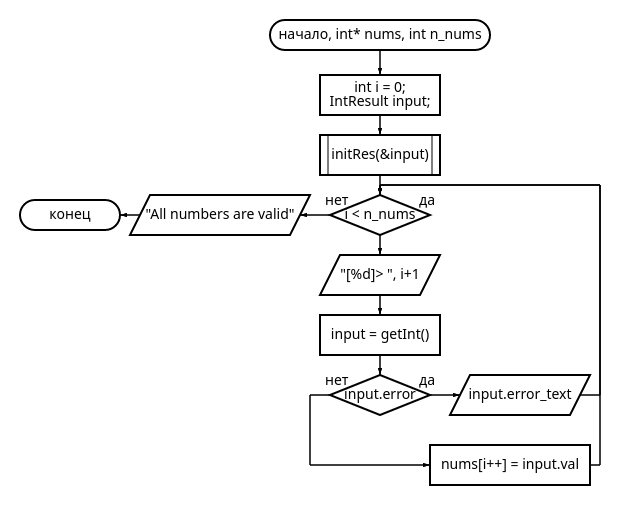 начало, int* nums, int n_nums
int i = 0;
IntResult input;
initRes(&input)
нет
да
i < n_nums
"All numbers are valid"
конец
"[%d]> ", i+1
input = getInt()
нет
да
input.error
input.error_text
nums[i++] = input.val